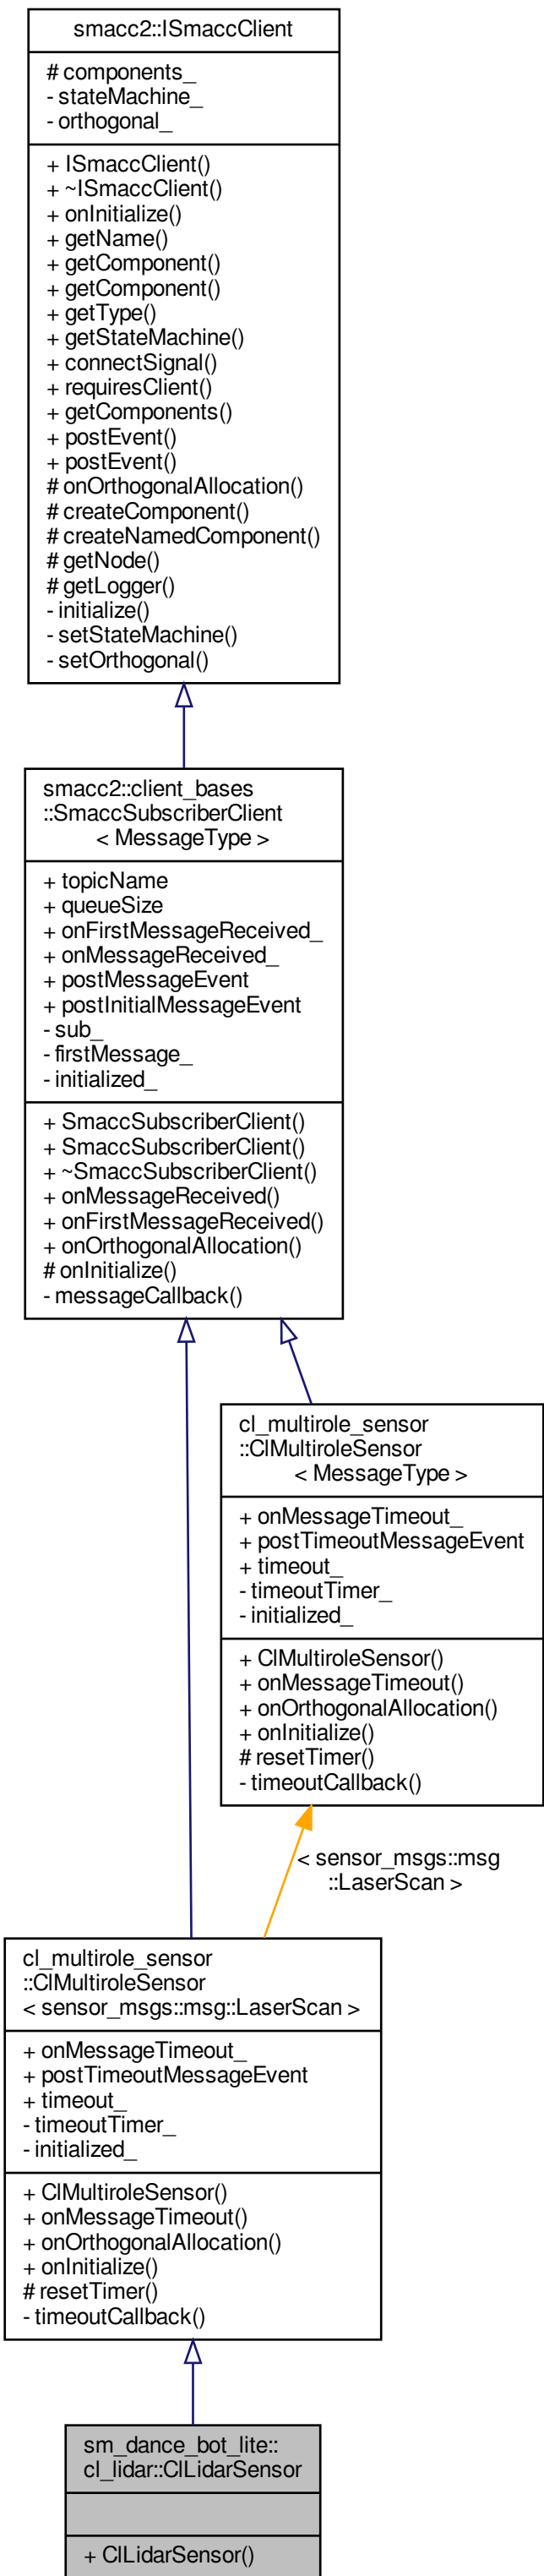 smacc2::ISmaccClient
# components_
- stateMachine_
- orthogonal_
+ ISmaccClient()
+ ~ISmaccClient()
+ onInitialize()
+ getName()
+ getComponent()
+ getComponent()
+ getType()
+ getStateMachine()
+ connectSignal()
+ requiresClient()
+ getComponents()
+ postEvent()
+ postEvent()
# onOrthogonalAllocation()
# createComponent()
# createNamedComponent()
# getNode()
# getLogger()
- initialize()
- setStateMachine()
- setOrthogonal()
smacc2::client_bases
::SmaccSubscriberClient
< MessageType >
+ topicName
+ queueSize
+ onFirstMessageReceived_
+ onMessageReceived_
+ postMessageEvent
+ postInitialMessageEvent
- sub_
- firstMessage_
- initialized_
+ SmaccSubscriberClient()
+ SmaccSubscriberClient()
+ ~SmaccSubscriberClient()
+ onMessageReceived()
+ onFirstMessageReceived()
+ onOrthogonalAllocation()
# onInitialize()
- messageCallback()
cl_multirole_sensor
::ClMultiroleSensor
< MessageType >
+ onMessageTimeout_
+ postTimeoutMessageEvent
+ timeout_
- timeoutTimer_
- initialized_
+ ClMultiroleSensor()
+ onMessageTimeout()
+ onOrthogonalAllocation()
+ onInitialize()
# resetTimer()
- timeoutCallback()
< sensor_msgs::msg
::LaserScan >
cl_multirole_sensor
::ClMultiroleSensor
< sensor_msgs::msg::LaserScan >
+ onMessageTimeout_
+ postTimeoutMessageEvent
+ timeout_
- timeoutTimer_
- initialized_
+ ClMultiroleSensor()
+ onMessageTimeout()
+ onOrthogonalAllocation()
+ onInitialize()
# resetTimer()
- timeoutCallback()
sm_dance_bot_lite::
cl_lidar::ClLidarSensor
+ ClLidarSensor()